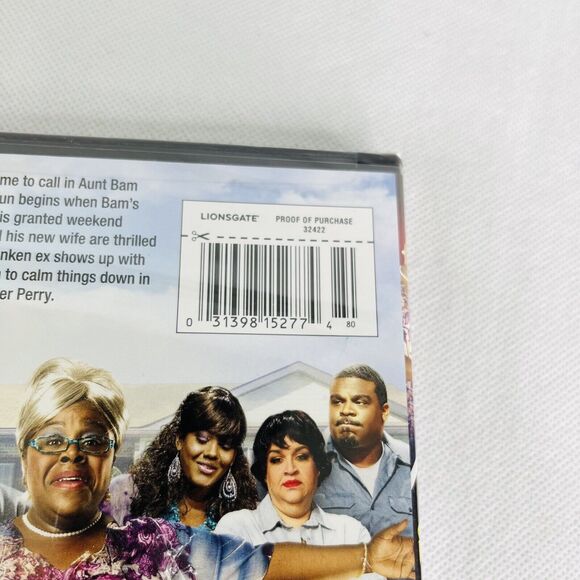 me to call in Aunt Bam
un begins when Bam's
is granted weekend
his new wife are thrilled
nken ex shows up with
to calm things down in
er Perry.
LIONSGATE PROOF OF PURCHASE
32422
0 31398 15277 4 80